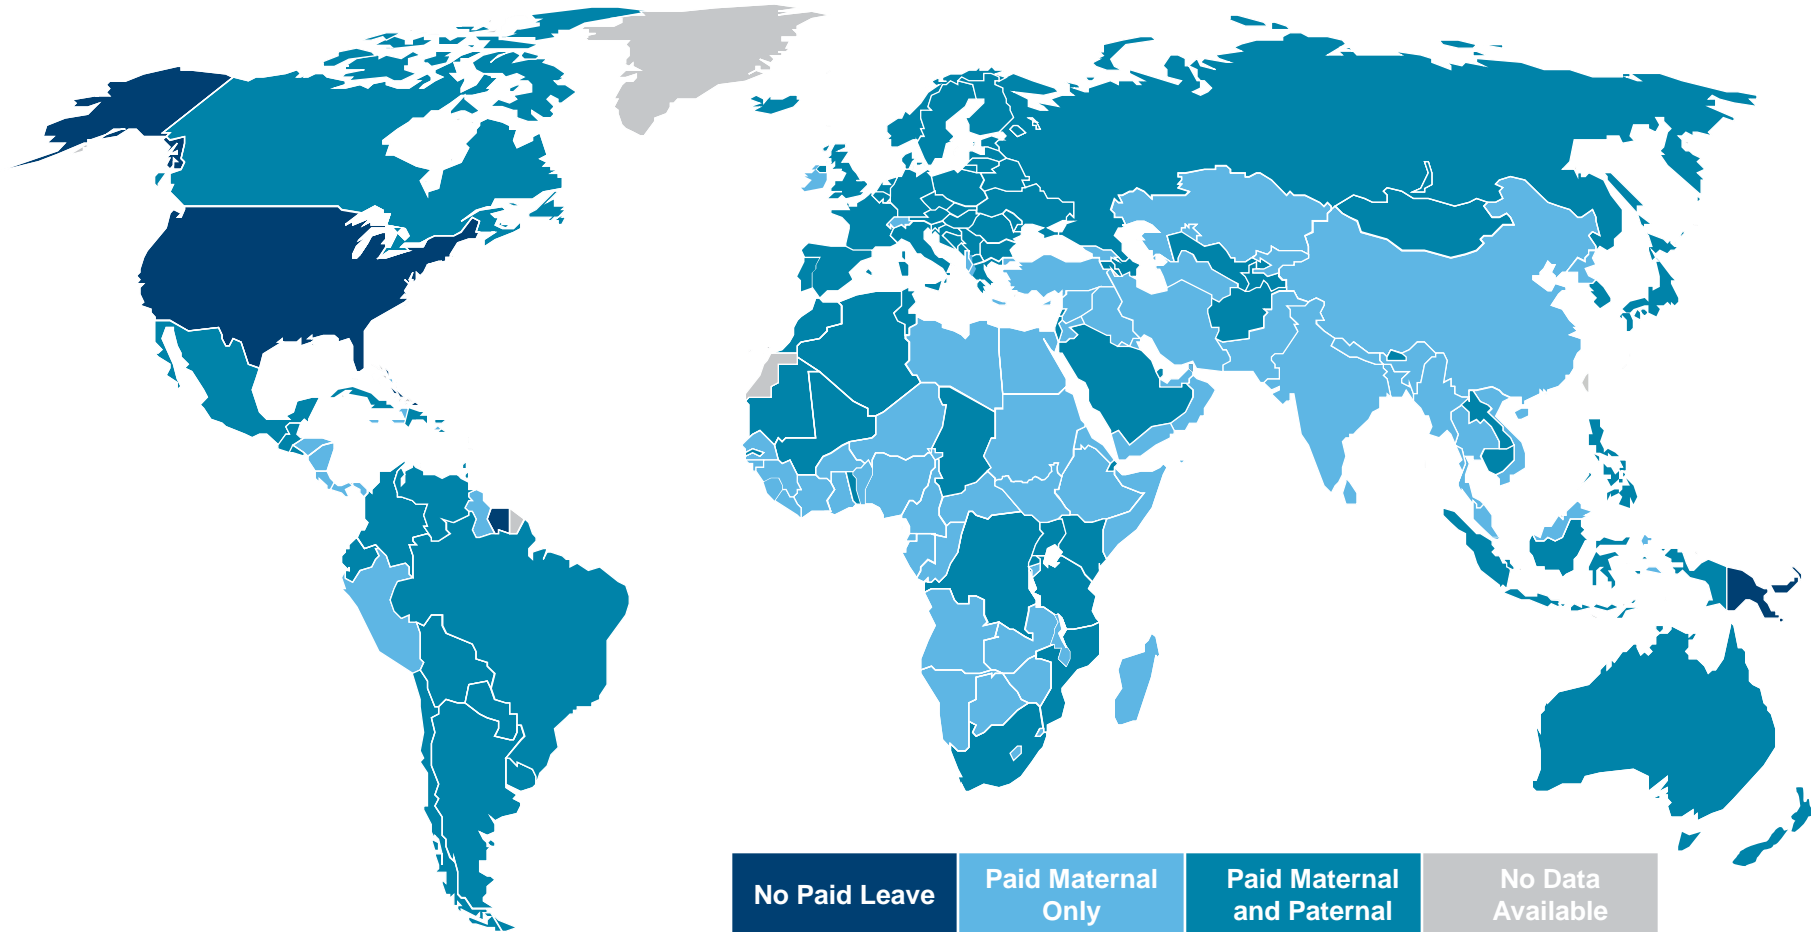 No Paid Leave
Paid Maternal
Only
Paid Maternal
and Paternal
No Data
Available